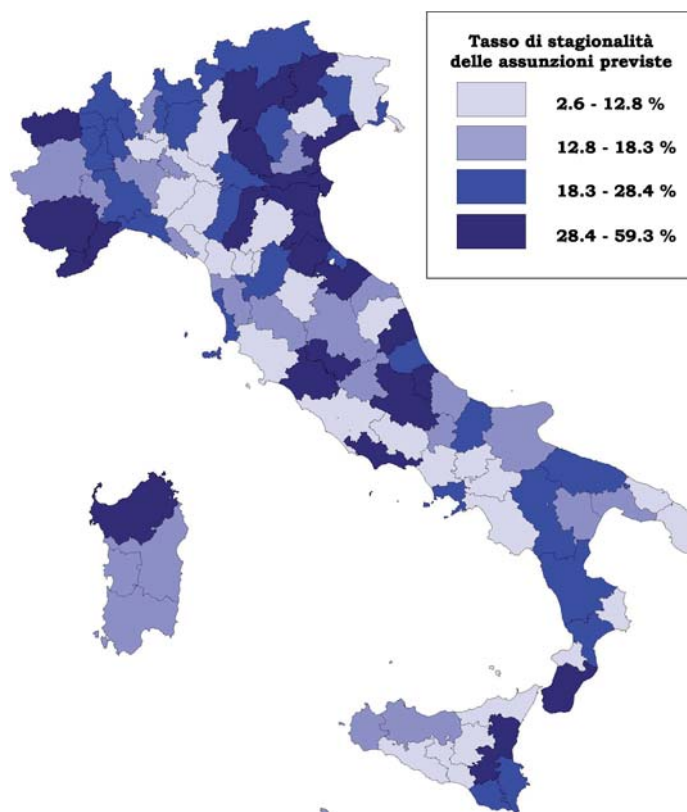 Tasso di stagionalità
delle assunzioni previste
2.6 - 12.8 %
12.8 - 18.3 %
18.3 - 28.4 %
28.4 - 59.3 %